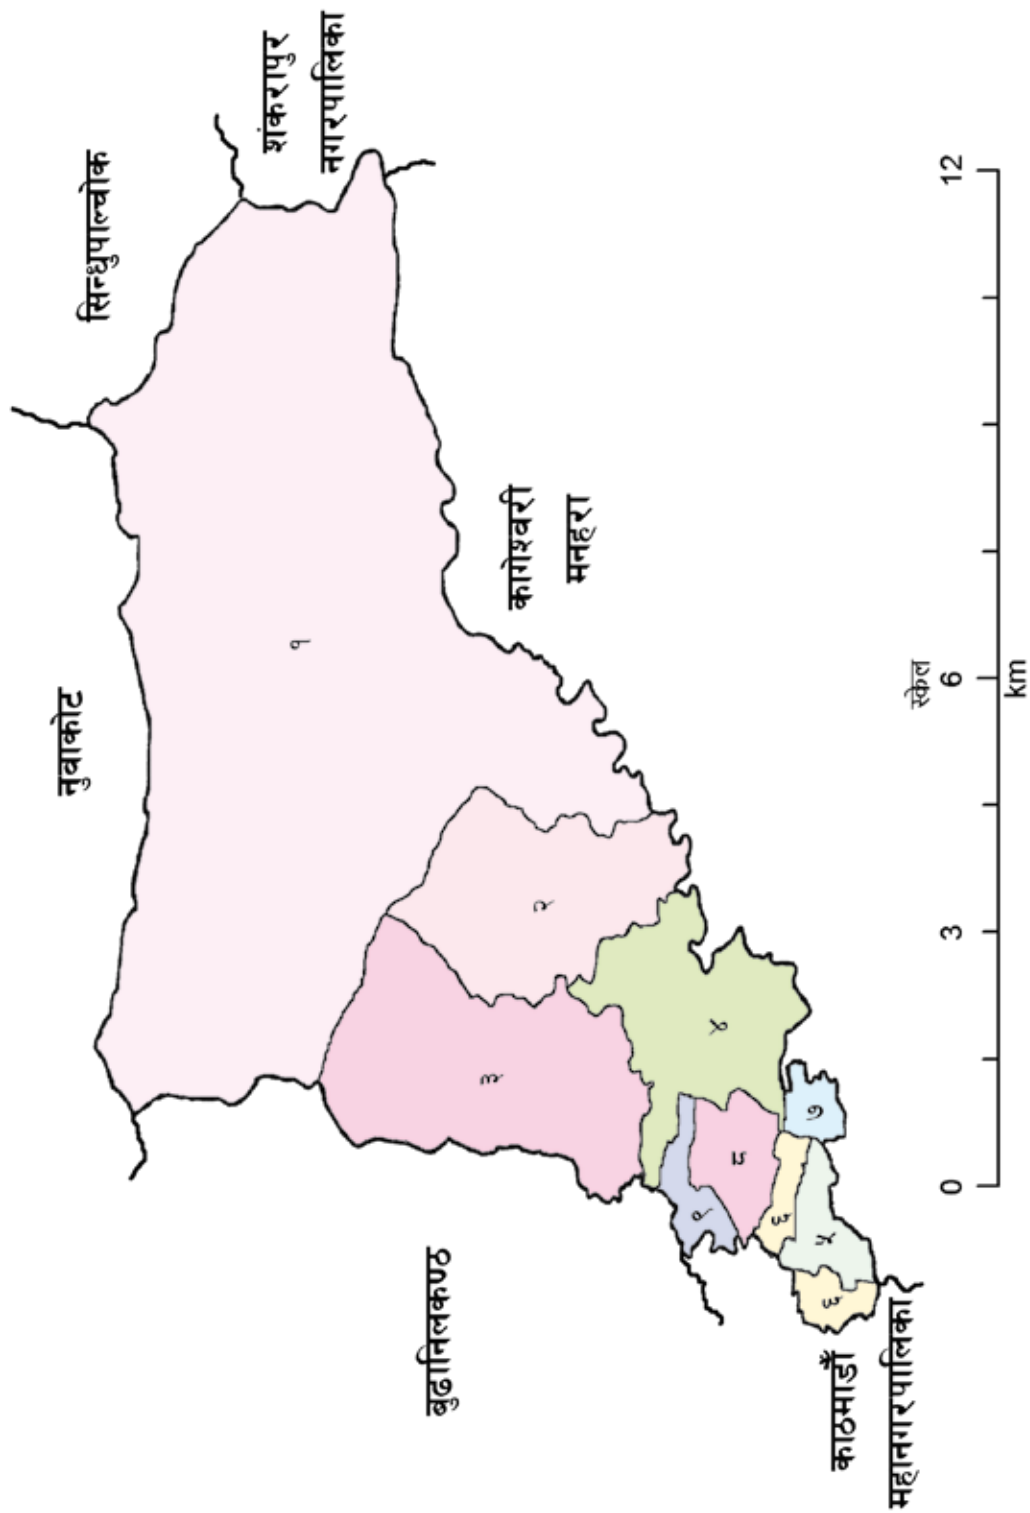 नुवाकोट
सिन्धुपाल्चोक
शंकरापुर
नगरपालिका
१
बुढानिलकण्ठ
३
कागेश्वरी
मनहरा
२
९
४
८
६
७
५
६
काठमाडौँ
महानगरपालिका
स्केल
0 3 6 12
km